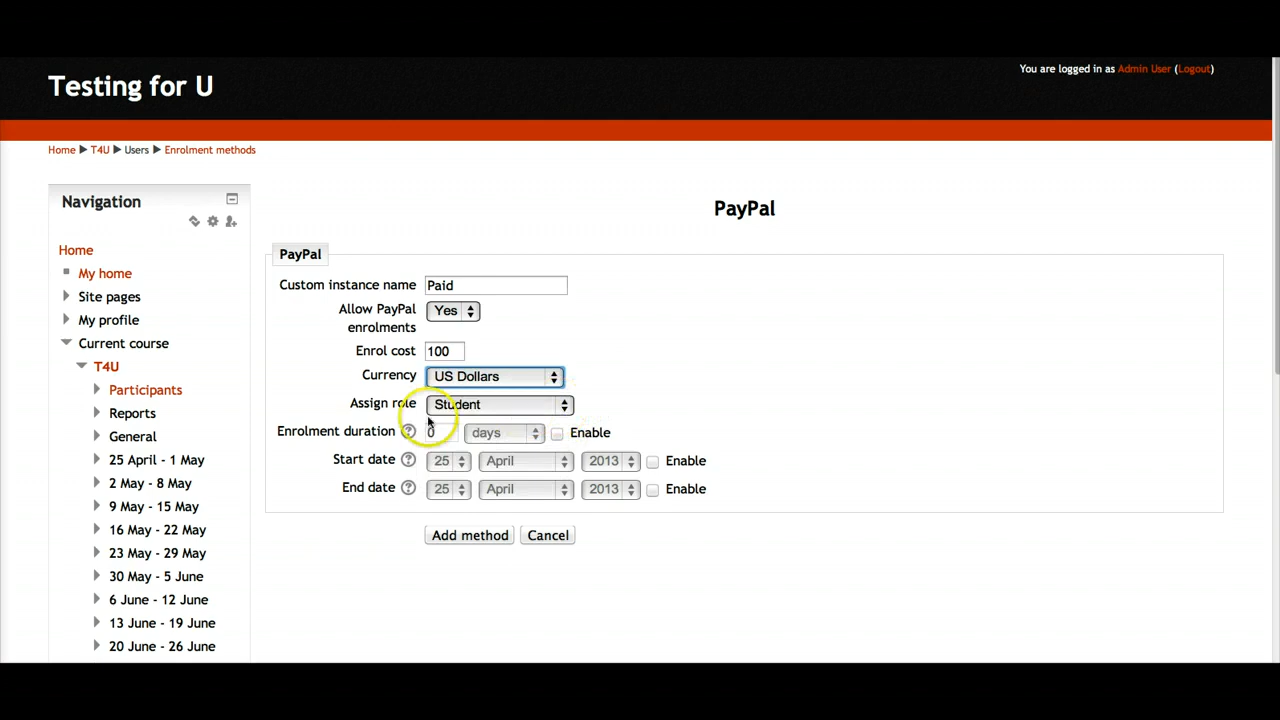 Testing for U
You are logged in as Admin User (Logout)
Home T4U Users Enrolment methods
Navigation
Home
My home
Site pages
My profile
Current course
T4U
Participants
Reports
General
25 April - 1 May
2 May - 8 May
9 May - 15 May
16 May - 22 May
23 May - 29 May
30 May - 5 June
6 June - 12 June
13 June - 19 June
20 June - 26 June
PayPal
PayPal
Custom instance name Paid
Allow PayPal enrolments Yes
Enrol cost 100
Currency US Dollars
Assign role Student
Enrolment duration 0 days Enable
Start date 25 April 2013 Enable
End date 25 April 2013 Enable
Add method Cancel